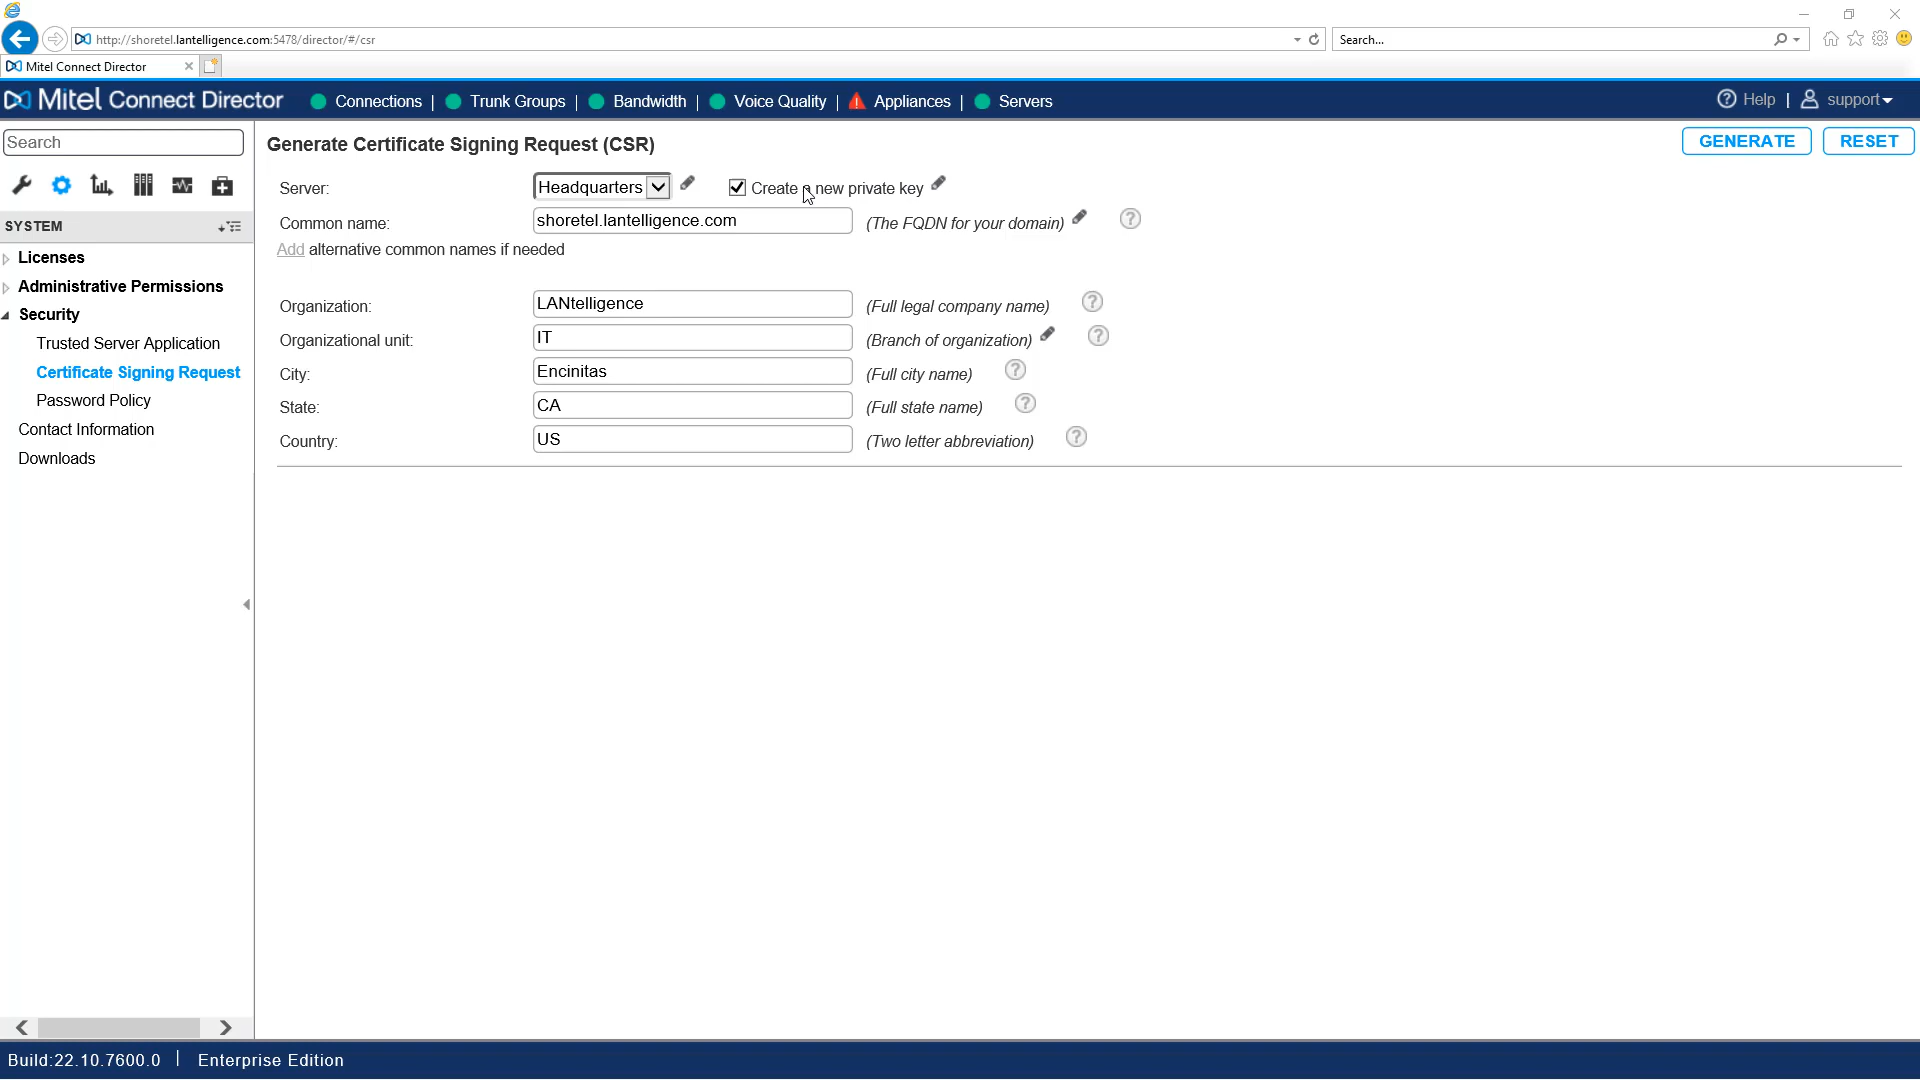 http://shoretel.lantelligence.com:5478/director/#/csr
Search...
Mitel Connect Director
Mitel Connect Director
Connections | Trunk Groups | Bandwidth | Voice Quality | Appliances | Servers
Help | support
Search
Generate Certificate Signing Request (CSR)
GENERATE RESET
Server: Headquarters Create a new private key
SYSTEM
Common name: shoretel.lantelligence.com (The FQDN for your domain) ?
Add alternative common names if needed
Licenses
Administrative Permissions
Security
Trusted Server Application
Certificate Signing Request
Password Policy
Contact Information
Downloads
Organization: LANtelligence (Full legal company name) ?
Organizational unit: IT (Branch of organization) ?
City: Encinitas (Full city name) ?
State: CA (Full state name) ?
Country: US (Two letter abbreviation) ?
Build:22.10.7600.0 | Enterprise Edition